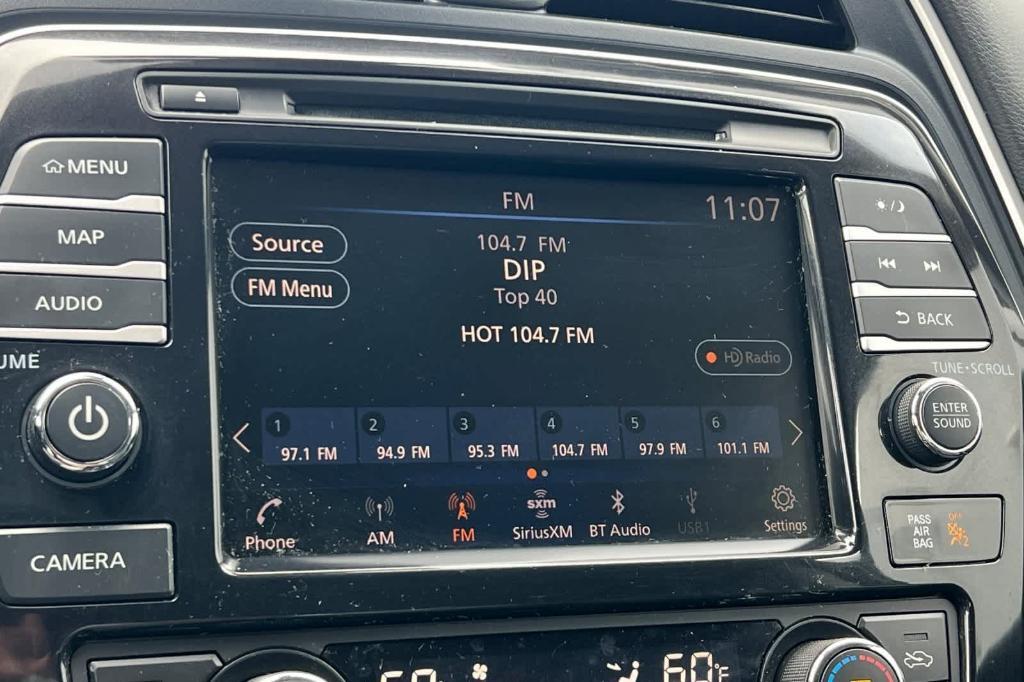 MENU
MAP
AUDIO
UME
CAMERA
FM
11:07
Source
FM Menu
104.7 FM
DIP
Top 40
HOT 104.7 FM
HD Radio
1 2 3 4 5 6
97.1 FM 94.9 FM 95.3 FM 104.7 FM 97.9 FM 101.1 FM
sxm
Phone AM FM SiriusXM BT Audio USB1 Settings
BACK
TUNE•SCROLL
ENTER
SOUND
PASS
AIR
BAG
OFF
2
60°F